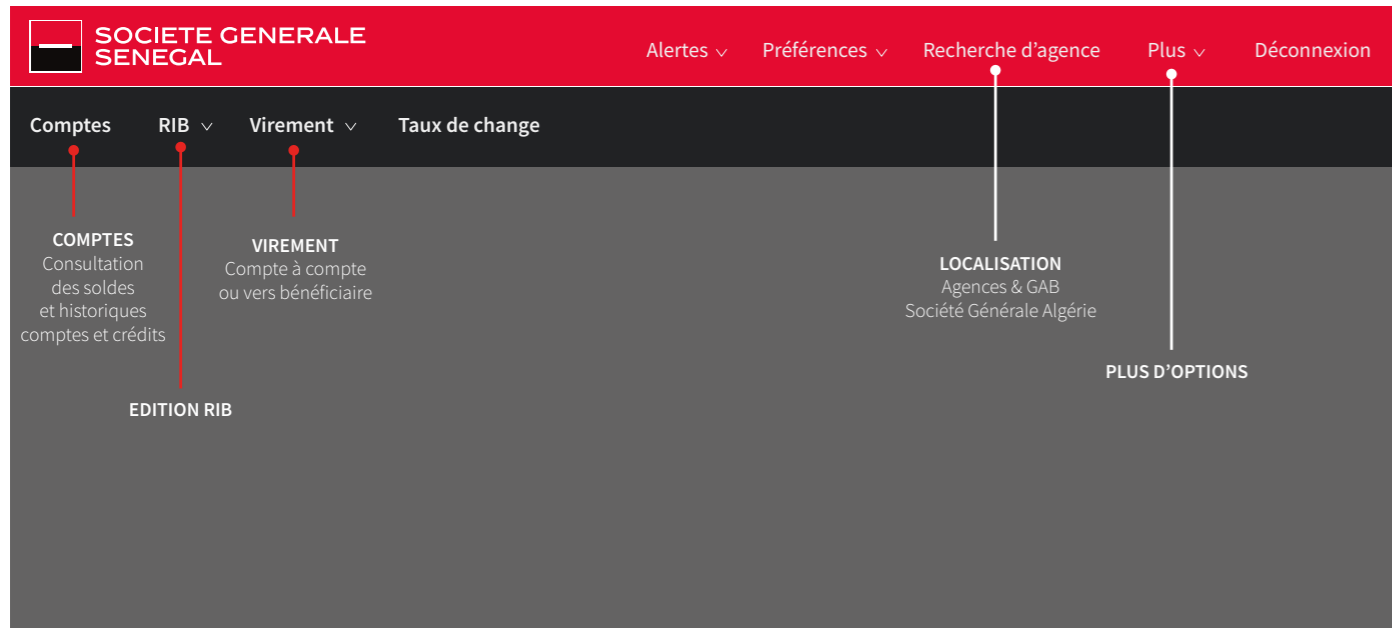 SOCIETE GENERALE
SENEGAL
Alertes
Préférences
Recherche d’agence
Plus
Déconnexion
Comptes
RIB
Virement
Taux de change
COMPTES
Consultation
des soldes
et historiques
comptes et crédits
VIREMENT
Compte à compte
ou vers bénéficiaire
LOCALISATION
Agences & GAB
Société Générale Algérie
PLUS D’OPTIONS
EDITION RIB